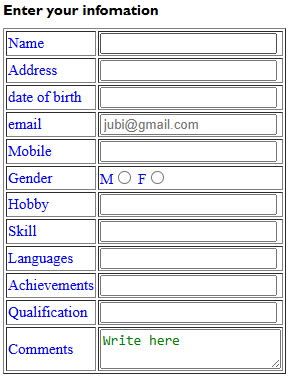 Enter your infomation
Name
Address
date of birth
email jubi@gmail.com
Mobile
Gender M F
Hobby
Skill
Languages
Achievements
Qualification
Comments Write here